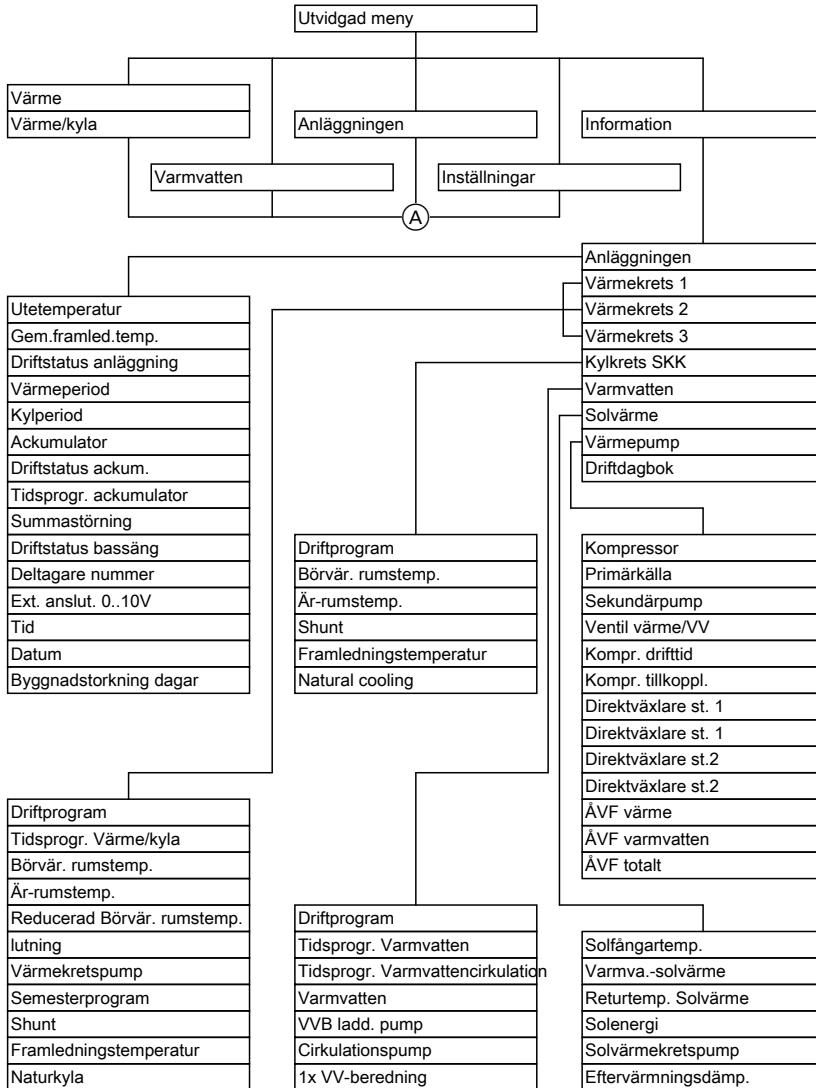 Utvidgad meny
Värme
Värme/kyla
Anläggningen
Information
Varmvatten
Inställningar
A
Anläggningen
Värmekrets 1
Värmekrets 2
Värmekrets 3
Kylkrets SKK
Varmvatten
Solvärme
Värmepump
Driftdagbok
Utetemperatur
Gem.framled.temp.
Driftstatus anläggning
Värmeperiod
Kylperiod
Ackumulator
Driftstatus ackum.
Tidsprogr. ackumulator
Summastörning
Driftstatus bassäng
Deltagare nummer
Ext. anslut. 0..10V
Tid
Datum
Byggnadstorkning dagar
Driftprogram
Börvär. rumstemp.
Är-rumstemp.
Shunt
Framledningstemperatur
Natural cooling
Kompressor
Primärkälla
Sekundärpump
Ventil värme/VV
Kompr. drifttid
Kompr. tillkoppl.
Direktväxlare st. 1
Direktväxlare st. 1
Direktväxlare st.2
Direktväxlare st.2
ÅVF värme
ÅVF varmvatten
ÅVF totalt
Driftprogram
Tidsprogr. Värme/kyla
Börvär. rumstemp.
Är-rumstemp.
Reducerad Börvär. rumstemp.
lutning
Värmekretspump
Semesterprogram
Shunt
Framledningstemperatur
Naturkyla
Driftprogram
Tidsprogr. Varmvatten
Tidsprogr. Varmvattencirkulation
Varmvatten
VVB ladd. pump
Cirkulationspump
1x VV-beredning
Solfångartemp.
Varmva.-solvärme
Returtemp. Solvärme
Solenergi
Solvärmekretspump
Eftervärmningsdämp.